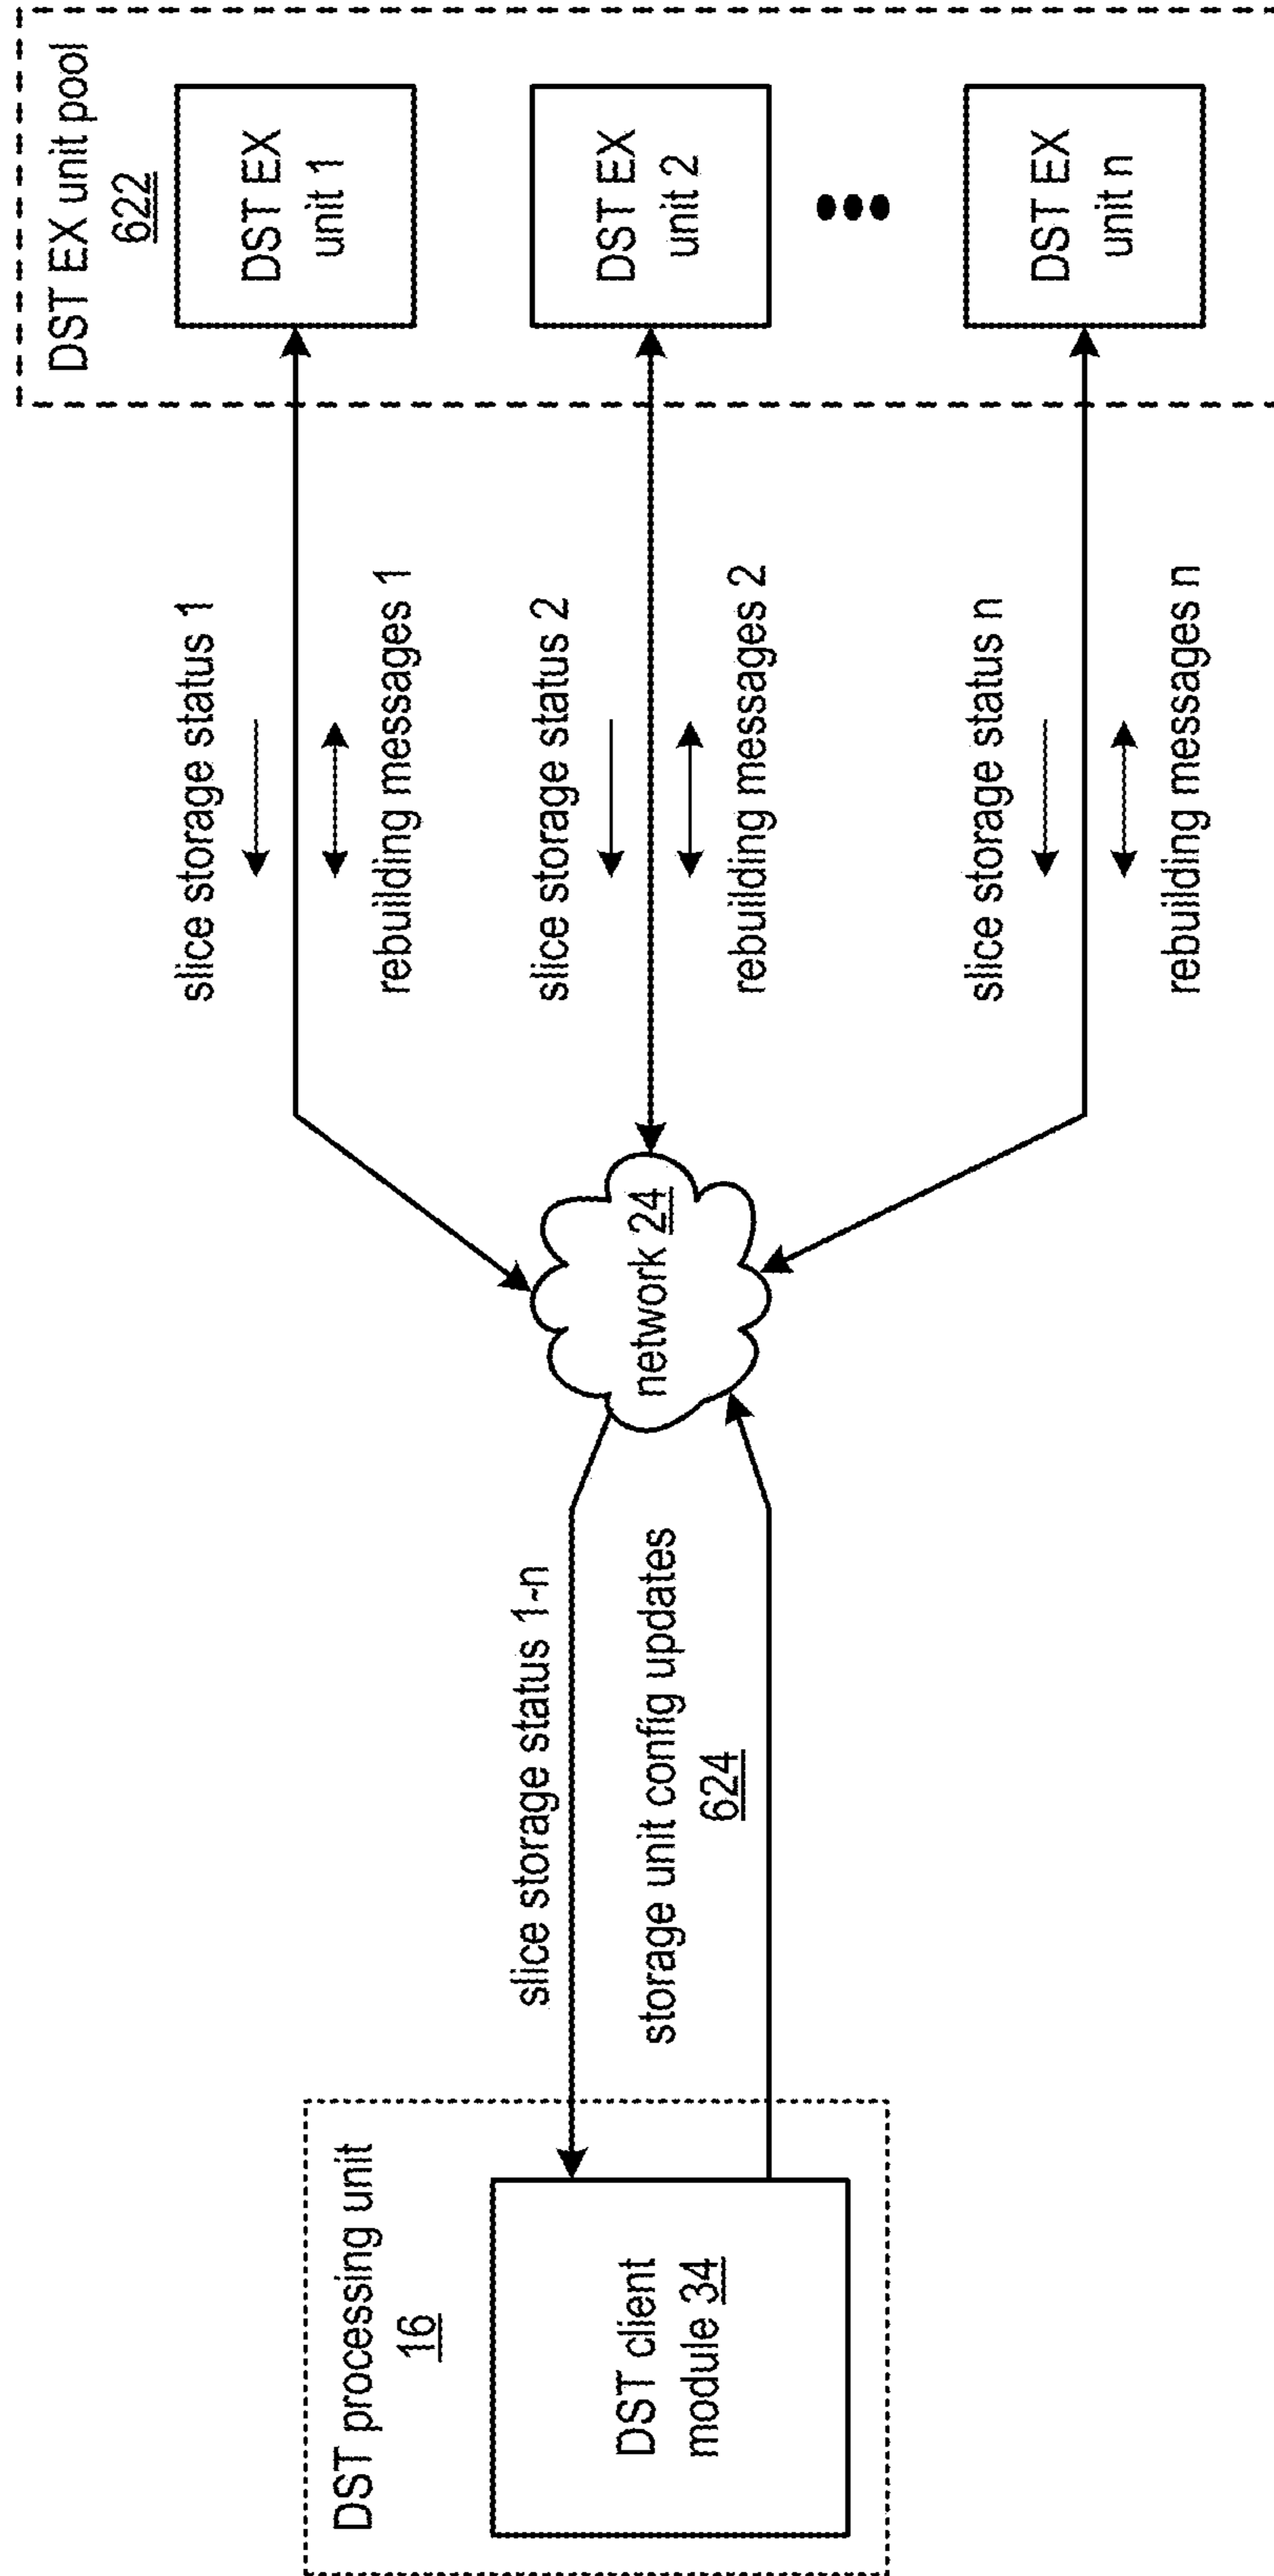 DST processing unit
16
DST client
module 34
slice storage status 1-n
storage unit config updates
624
network 24
slice storage status 1
rebuilding messages 1
slice storage status 2
rebuilding messages 2
slice storage status n
rebuilding messages n
DST EX unit pool
622
DST EX
unit 1
DST EX
unit 2
DST EX
unit n